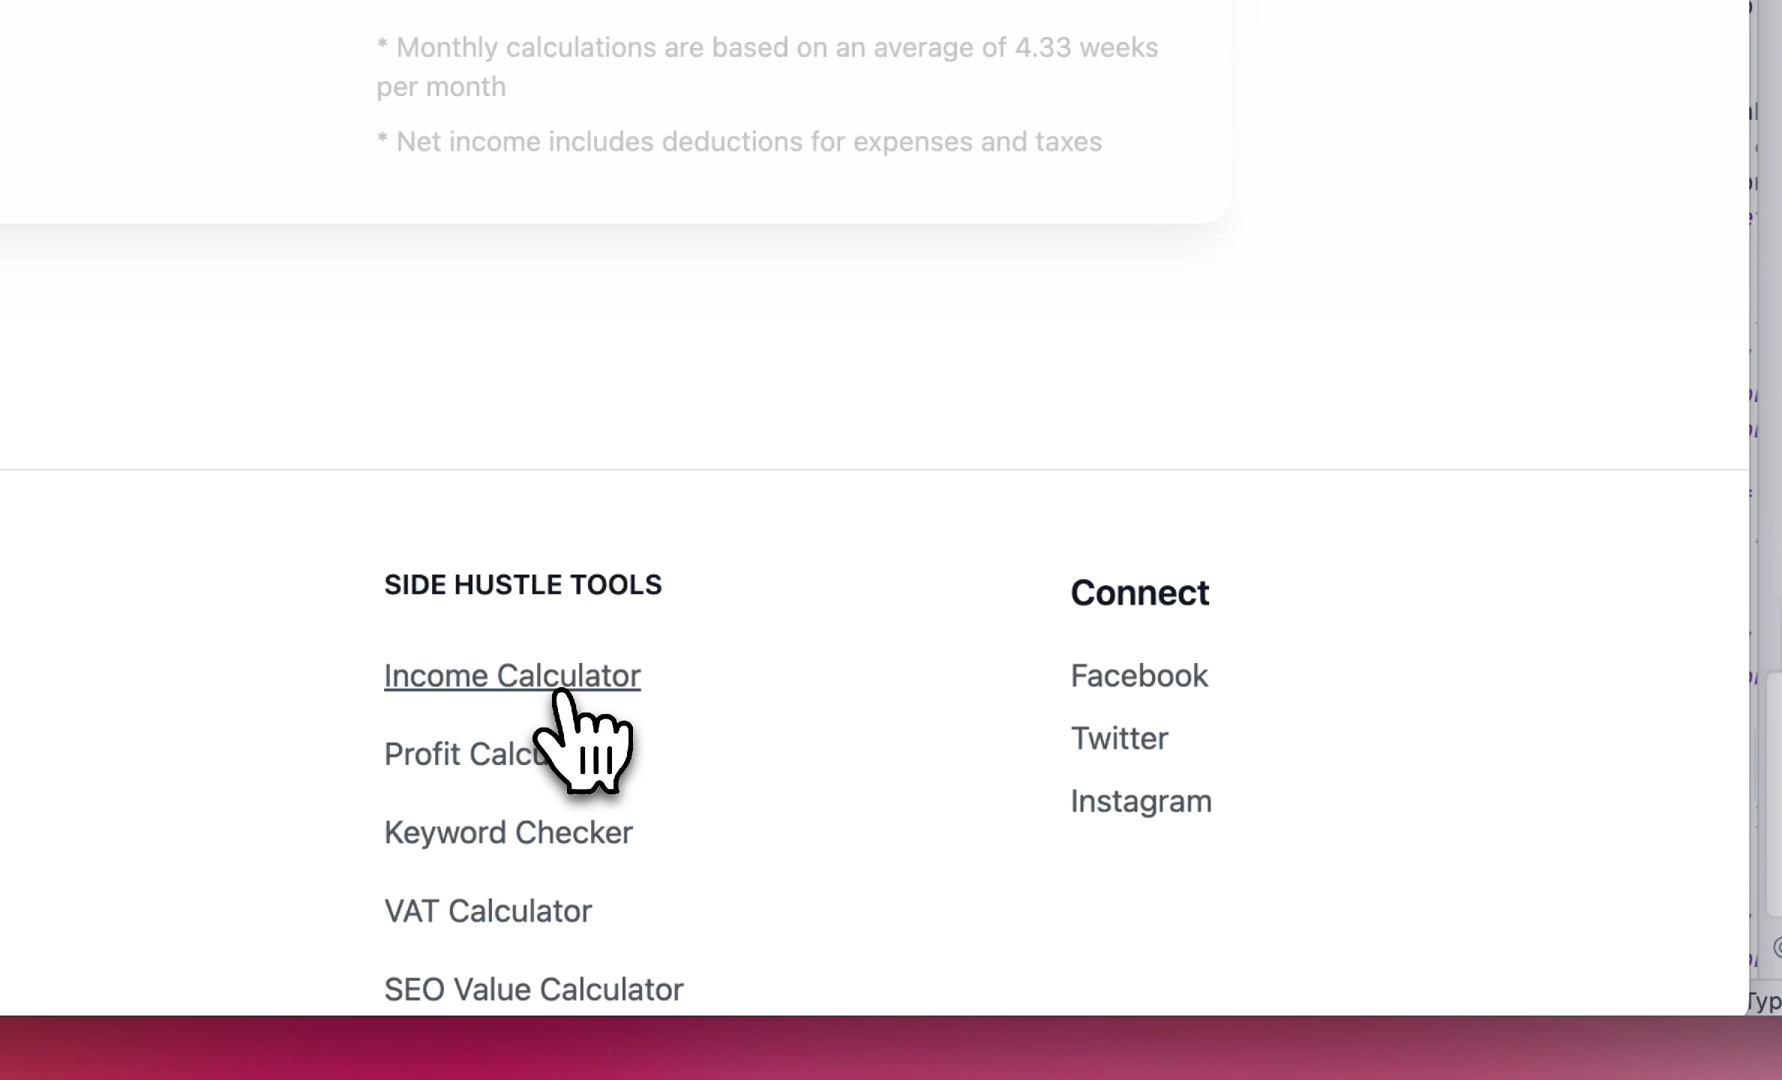 * Monthly calculations are based on an average of 4.33 weeks
per month
* Net income includes deductions for expenses and taxes
SIDE HUSTLE TOOLS
Income Calculator
Profit
Keyword Checker
VAT Calculator
SEO Value Calculator
Connect
Facebook
Twitter
Instagram